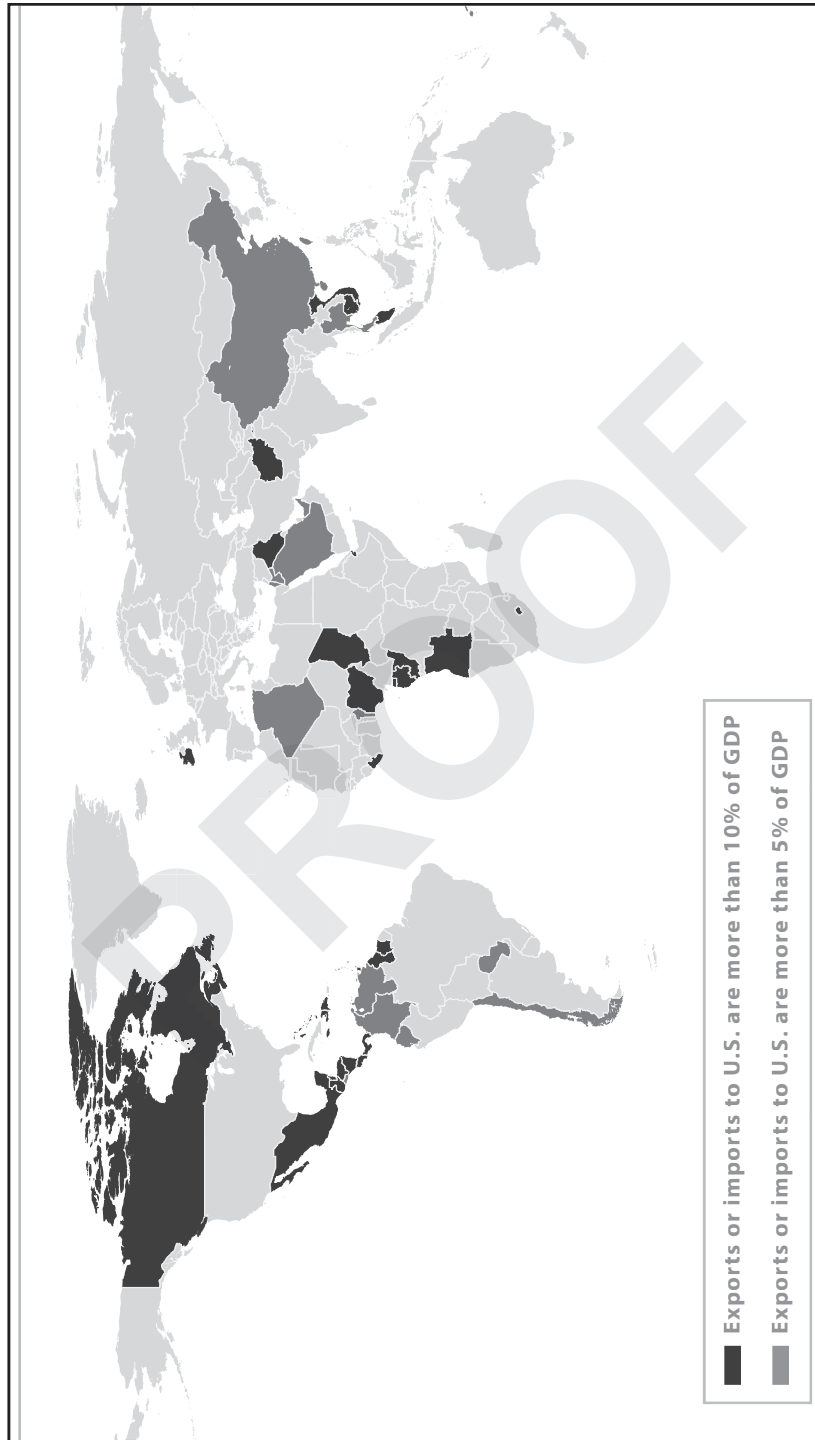 PROOF
Exports or imports to U.S. are more than 10% of GDP
Exports or imports to U.S. are more than 5% of GDP